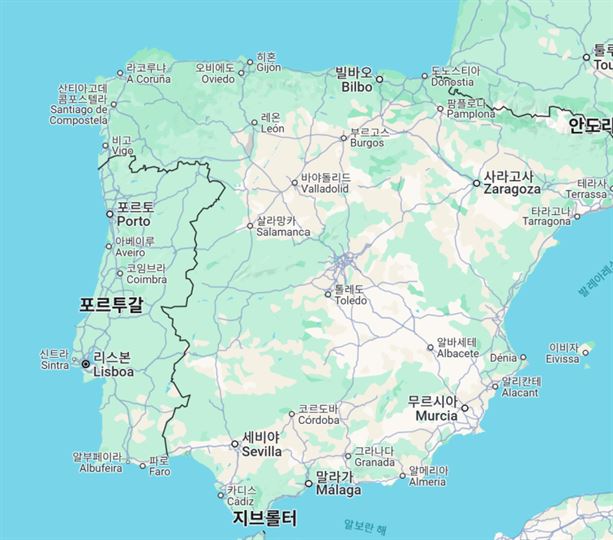 히혼
Gijón
라코루냐
A Coruña
오비에도
Oviedo
빌바오
Bilbo
도노스티아
Donostia
툴루
Tou
산티아고데
콤포스텔라
Santiago de
Compostela
팜플로나
Pamplona
레온
León
부르고스
Burgos
안도라
비고
Vigo
바야돌리드
Valladolid
사라고사
Zaragoza
테라사
Terrassa
포르토
Porto
살라망카
Salamanca
타라고나
Tarragona
아베이루
Aveiro
코임브라
Coimbra
발레아레스
톨레도
Toledo
포르투갈
신트라
Sintra
리스본
Lisboa
알바세테
Albacete
Dénia
이비자
Eivissa
알리칸테
Alacant
무르시아
Murcia
코르도바
Córdoba
세비야
Sevilla
그라나다
Granada
알부페이라
Albufeira
파로
Faro
말라가
Málaga
알메리아
Almeria
카디스
Cádiz
지브롤터
알보란 해